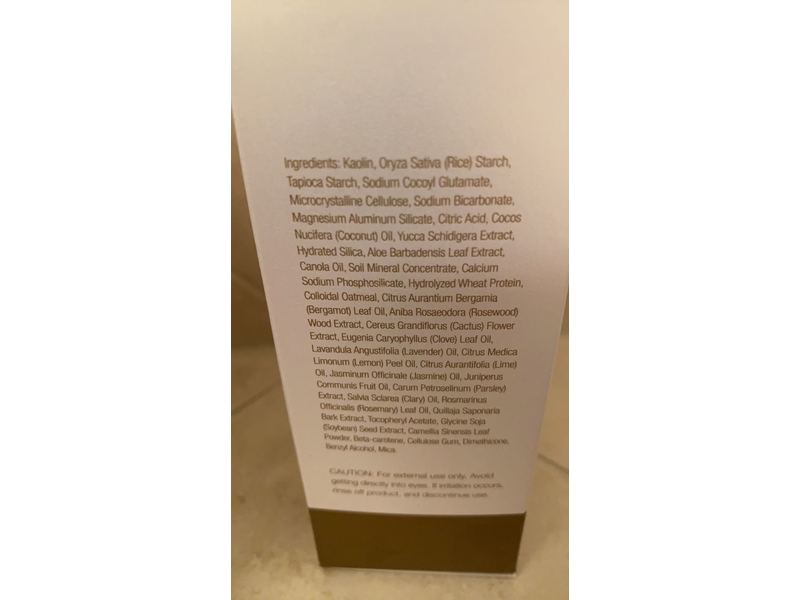 Ingredients: Kaolin, Oryza Sativa (Rice) Starch,
Tapioca Starch, Sodium Cocoyl Glutamate,
Microcrystalline Cellulose, Sodium Bicarbonate,
Magnesium Aluminum Silicate, Citric Acid, Cocos
Nucifera (Coconut) Oil, Yucca Schidigera Extract,
Hydrated Silica, Aloe Barbadensis Leaf Extract,
Canola Oil, Soil Mineral Concentrate, Calcium
Sodium Phosphosilicate, Hydrolyzed Wheat Protein,
Colloidal Oatmeal, Citrus Aurantium Bergamia
(Bergamot) Leaf Oil, Aniba Rosaeodora (Rosewood)
Wood Extract, Cereus Grandiflorus (Cactus) Flower
Extract, Eugenia Caryophyllus (Clove) Leaf Oil,
Lavandula Angustifolia (Lavender) Oil, Citrus Medica
Limonum (Lemon) Peel Oil, Citrus Aurantifolia (Lime)
Oil, Jasminum Officinale (Jasmine) Oil, Juniperus
Communis Fruit Oil, Carum Petroselinum (Parsley)
Extract, Salvia Sclarea (Clary) Oil, Rosmarinus
Officinalis (Rosemary) Leaf Oil, Quillaja Saponaria
Bark Extract, Tocopheryl Acetate, Glycine Soja
(Soybean) Seed Extract, Camellia Sinensis Leaf
Powder, Beta-carotene, Cellulose Gum, Dimethicone,
Benzyl Alcohol, Mica.
CAUTION: For external use only. Avoid
getting directly into eyes. If irritation occurs,
rinse off product, and discontinue use.